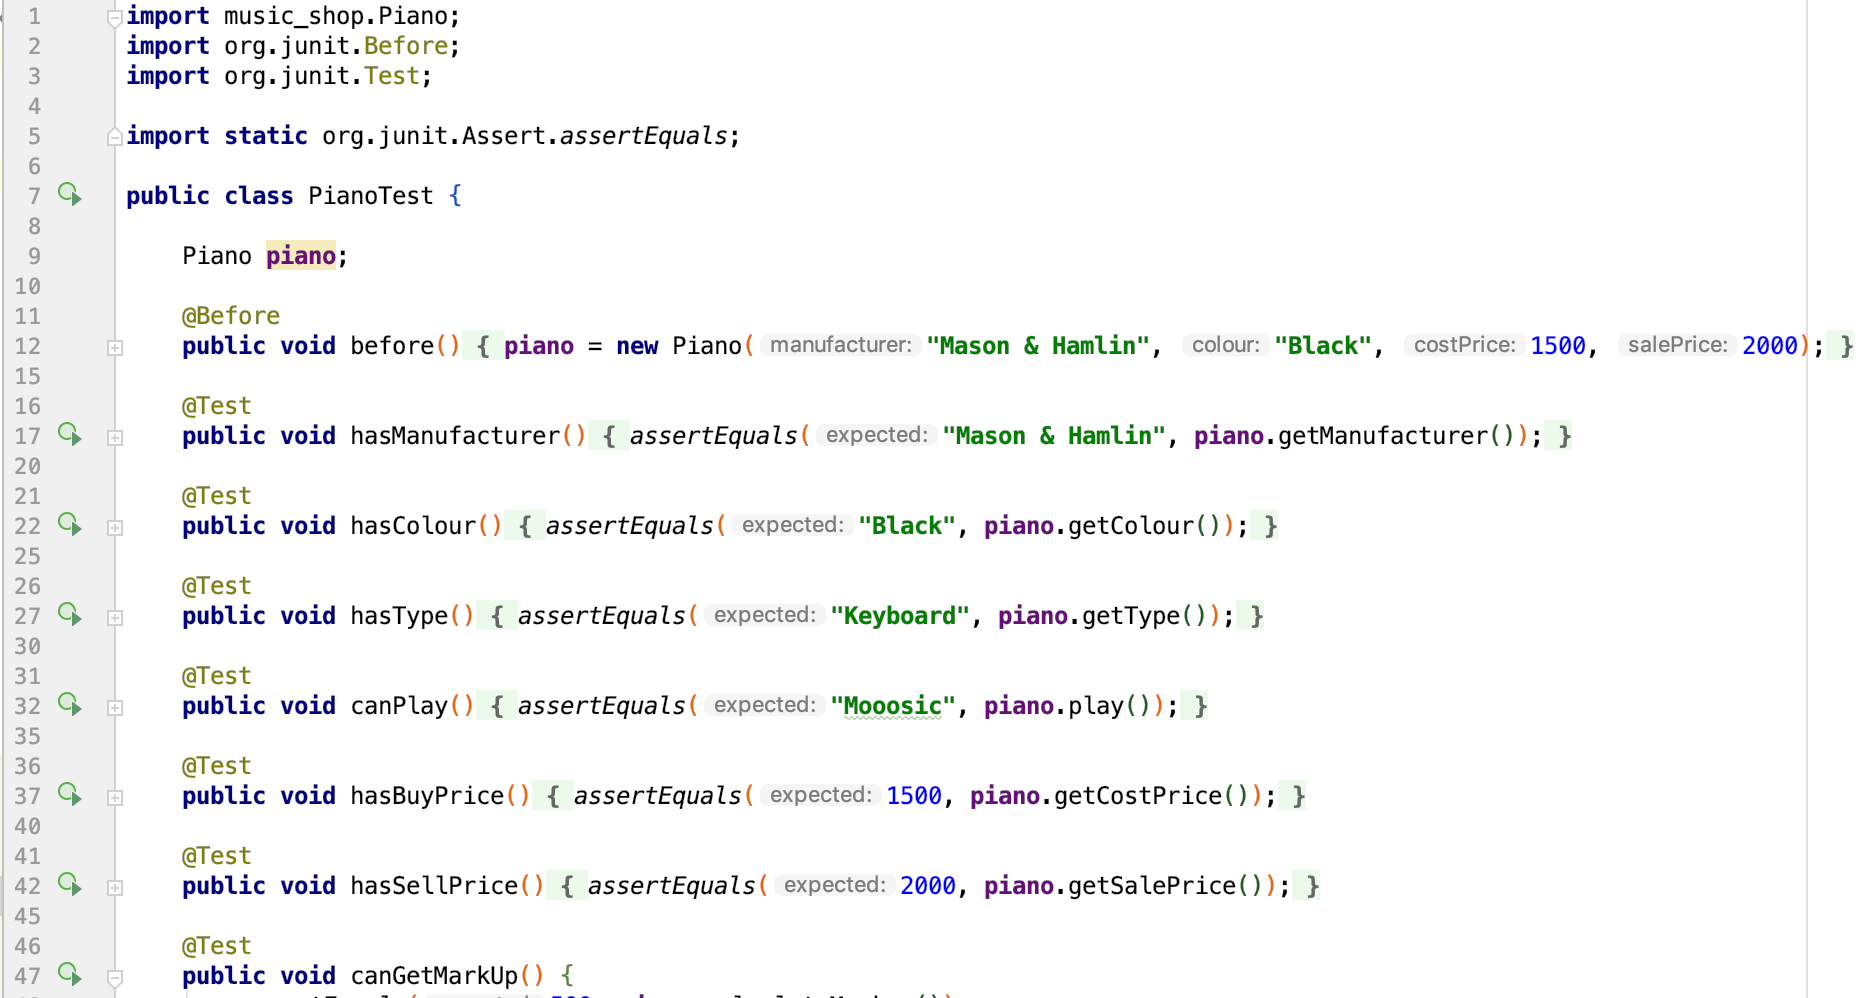 1 import music_shop.Piano;
2 import org.junit.Before;
3 import org.junit.Test;
4
5 import static org.junit.Assert.assertEquals;
6
7 public class PianoTest {
8
9 Piano piano;
10
11 @Before
12 public void before() { piano = new Piano( manufacturer: "Mason & Hamlin", colour: "Black", costPrice: 1500, salePrice: 2000); }
15
16 @Test
17 public void hasManufacturer() { assertEquals( expected: "Mason & Hamlin", piano.getManufacturer()); }
20
21 @Test
22 public void hasColour() { assertEquals( expected: "Black", piano.getColour()); }
25
26 @Test
27 public void hasType() { assertEquals( expected: "Keyboard", piano.getType()); }
30
31 @Test
32 public void canPlay() { assertEquals( expected: "Mooosic", piano.play()); }
35
36 @Test
37 public void hasBuyPrice() { assertEquals( expected: 1500, piano.getCostPrice()); }
40
41 @Test
42 public void hasSellPrice() { assertEquals( expected: 2000, piano.getSalePrice()); }
45
46 @Test
47 public void canGetMarkUp() {